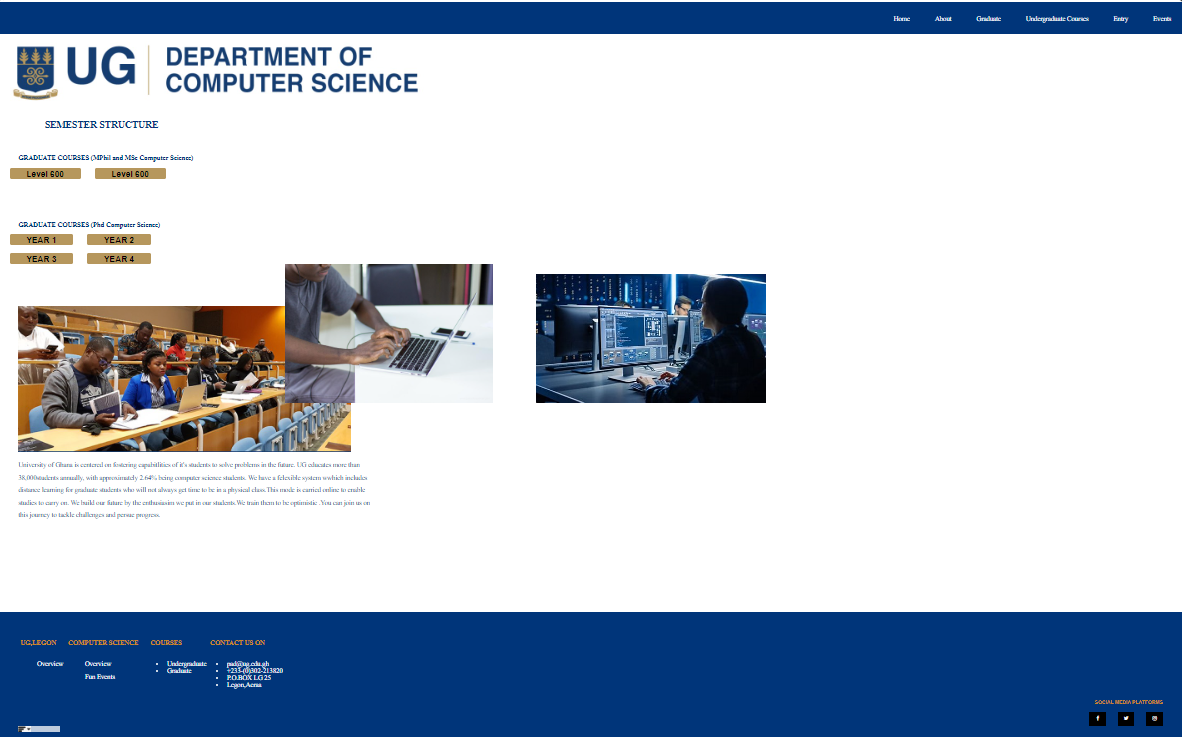 Home About Graduate Undergraduate Courses Entry Events
UG DEPARTMENT OF
COMPUTER SCIENCE
SEMESTER STRUCTURE
GRADUATE COURSES (MPhil and MSc Computer Science)
Level 600 Level 600
GRADUATE COURSES (Phd Computer Science)
YEAR 1 YEAR 2
YEAR 3 YEAR 4
University of Ghana is centered on fostering capabitlities of it's students to solve problems in the future. UG educates more than
38,000students annually, with approximately 2.64% being computer science students. We have a felexible system wwhich includes
distance learning for graduate students who will not always get time to be in a physical class.This mode is carried online to enable
studies to carry on. We build our future by the enthusiasim we put in our students.We train them to be optimistic .You can join us on
this journey to tackle challenges and persue progress.
UG,LEGON COMPUTER SCIENCE COURSES CONTACT US ON
Overview Overview Undergraduate pad@ug.edu.gh
Graduate +233-(0)302-213820
Fun Events P.O.BOX LG 25
Legon,Accra
SOCIAL MEDIA PLATFORMS